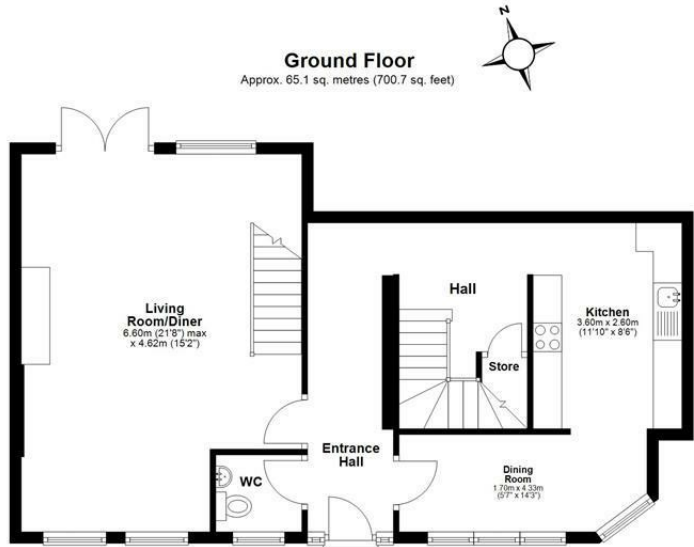 N
Ground Floor
Approx. 65.1 sq. metres (700.7 sq. feet)
Living
Room/Diner
6.60m (21'8") max
x 4.62m (15'2")
Hall
Kitchen
3.60m x 2.60m
(11'10" x 8'6")
Store
Entrance
Hall
WC
Dining
Room
1.70m x 4.33m
(5'7" x 14'3")